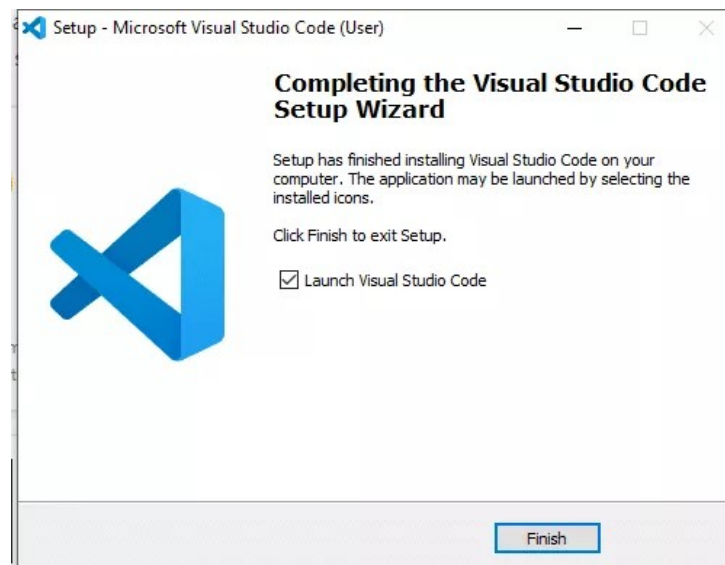 Setup - Microsoft Visual Studio Code (User)
Completing the Visual Studio Code
Setup Wizard
Setup has finished installing Visual Studio Code on your
computer. The application may be launched by selecting the
installed icons.
Click Finish to exit Setup.
Launch Visual Studio Code
Finish